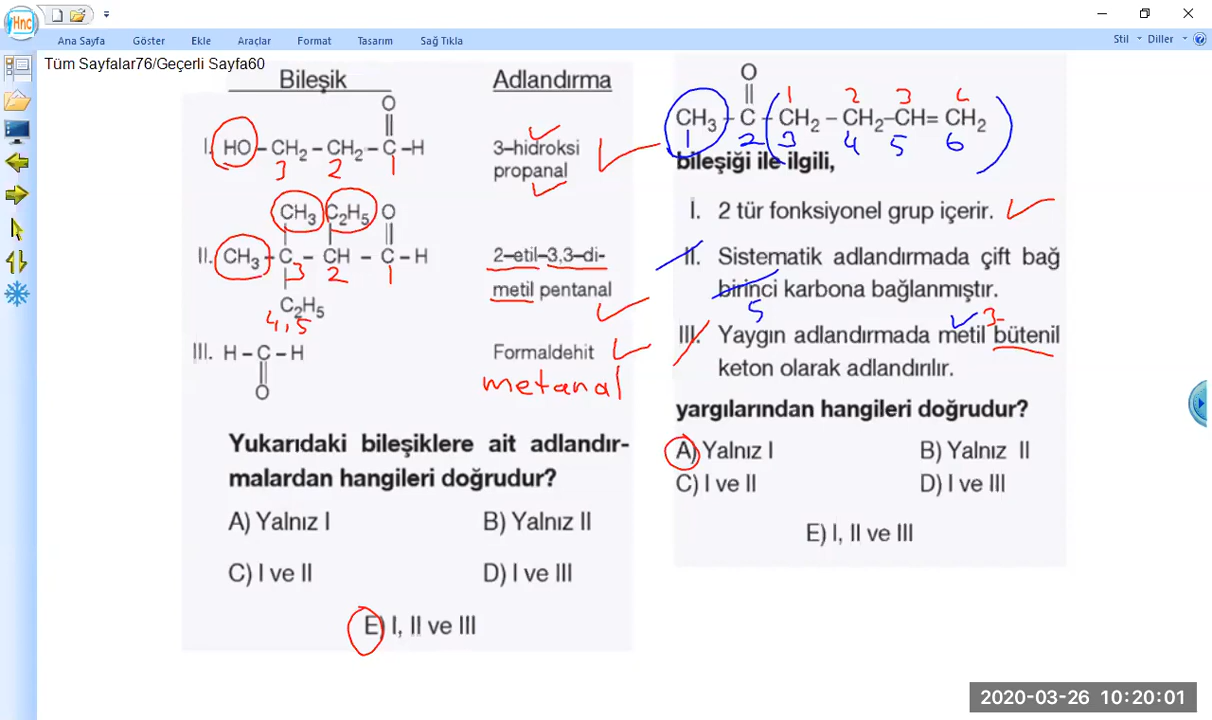 Hnc
Ana Sayfa Göster Ekle Araçlar Format Tasarım Sağ Tıkla Stil Diller
Tüm Sayfalar76/Geçerli Sayfa60
Bileşik Adlandırma
O
I. HO – CH2 – CH2 – C – H
3 2 1
3–hidroksi
propanal
CH3 C2H5 O
II. CH3 – C – CH – C – H
3 2 1
C2H5
4,5
2–etil–3,3–di-
metil pentanal
III. H – C – H
O
Formaldehit
metanal
Yukarıdaki bileşiklere ait adlandır-
malardan hangileri doğrudur?
A) Yalnız I B) Yalnız II
C) I ve II D) I ve III
E) I, II ve III
O
1 2 3 4
CH3 – C – CH2 – CH2 – CH = CH2
1 2 3 4 5 6
bileşiği ile ilgili,
I. 2 tür fonksiyonel grup içerir.
II. Sistematik adlandırmada çift bağ
birinci karbona bağlanmıştır.
5
3-
III. Yaygın adlandırmada metil bütenil
keton olarak adlandırılır.
yargılarından hangileri doğrudur?
A) Yalnız I B) Yalnız II
C) I ve II D) I ve III
E) I, II ve III
2020-03-26 10:20:01